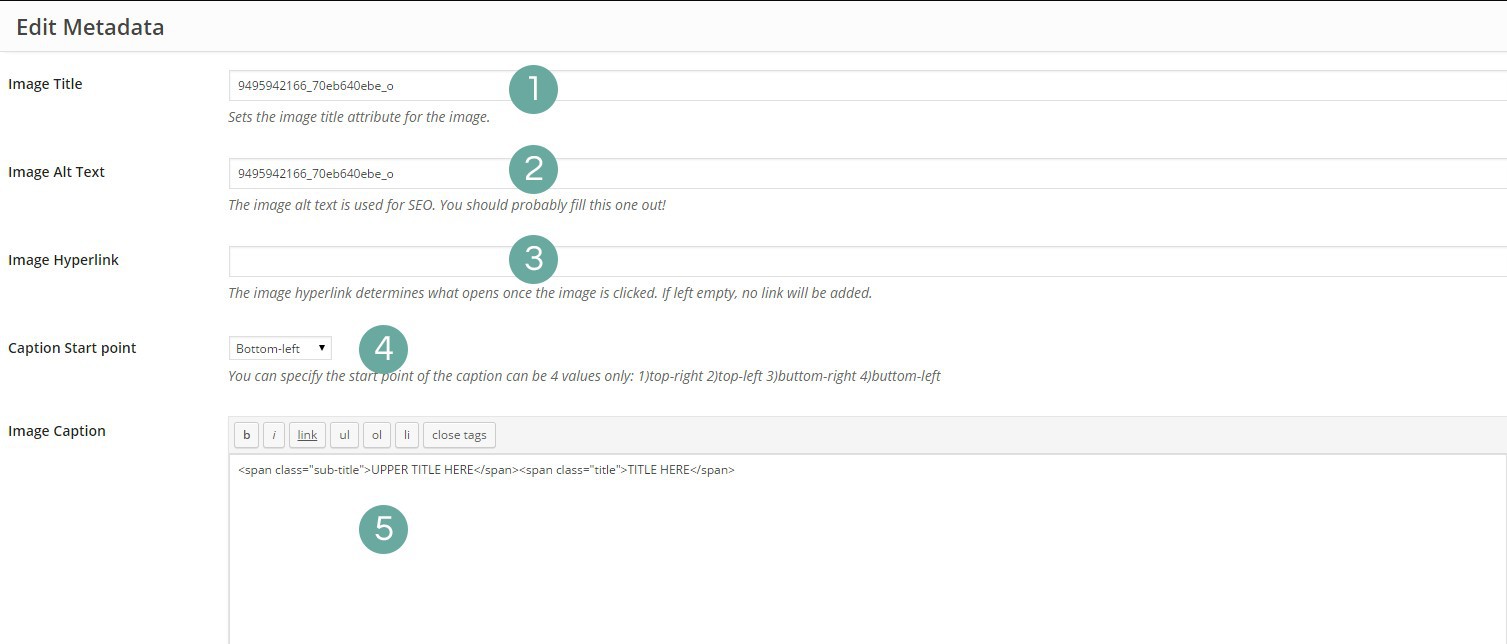 Edit Metadata
Image Title
9495942166_70eb640ebe_o
1
Sets the image title attribute for the image.
Image Alt Text
9495942166_70eb640ebe_o
2
The image alt text is used for SEO. You should probably fill this one out!
Image Hyperlink
3
The image hyperlink determines what opens once the image is clicked. If left empty, no link will be added.
Caption Start point
Bottom-left
4
You can specify the start point of the caption can be 4 values only: 1)top-right 2)top-left 3)buttom-right 4)buttom-left
Image Caption
b i link ul ol li close tags
<span class="sub-title">UPPER TITLE HERE</span><span class="title">TITLE HERE</span>
5